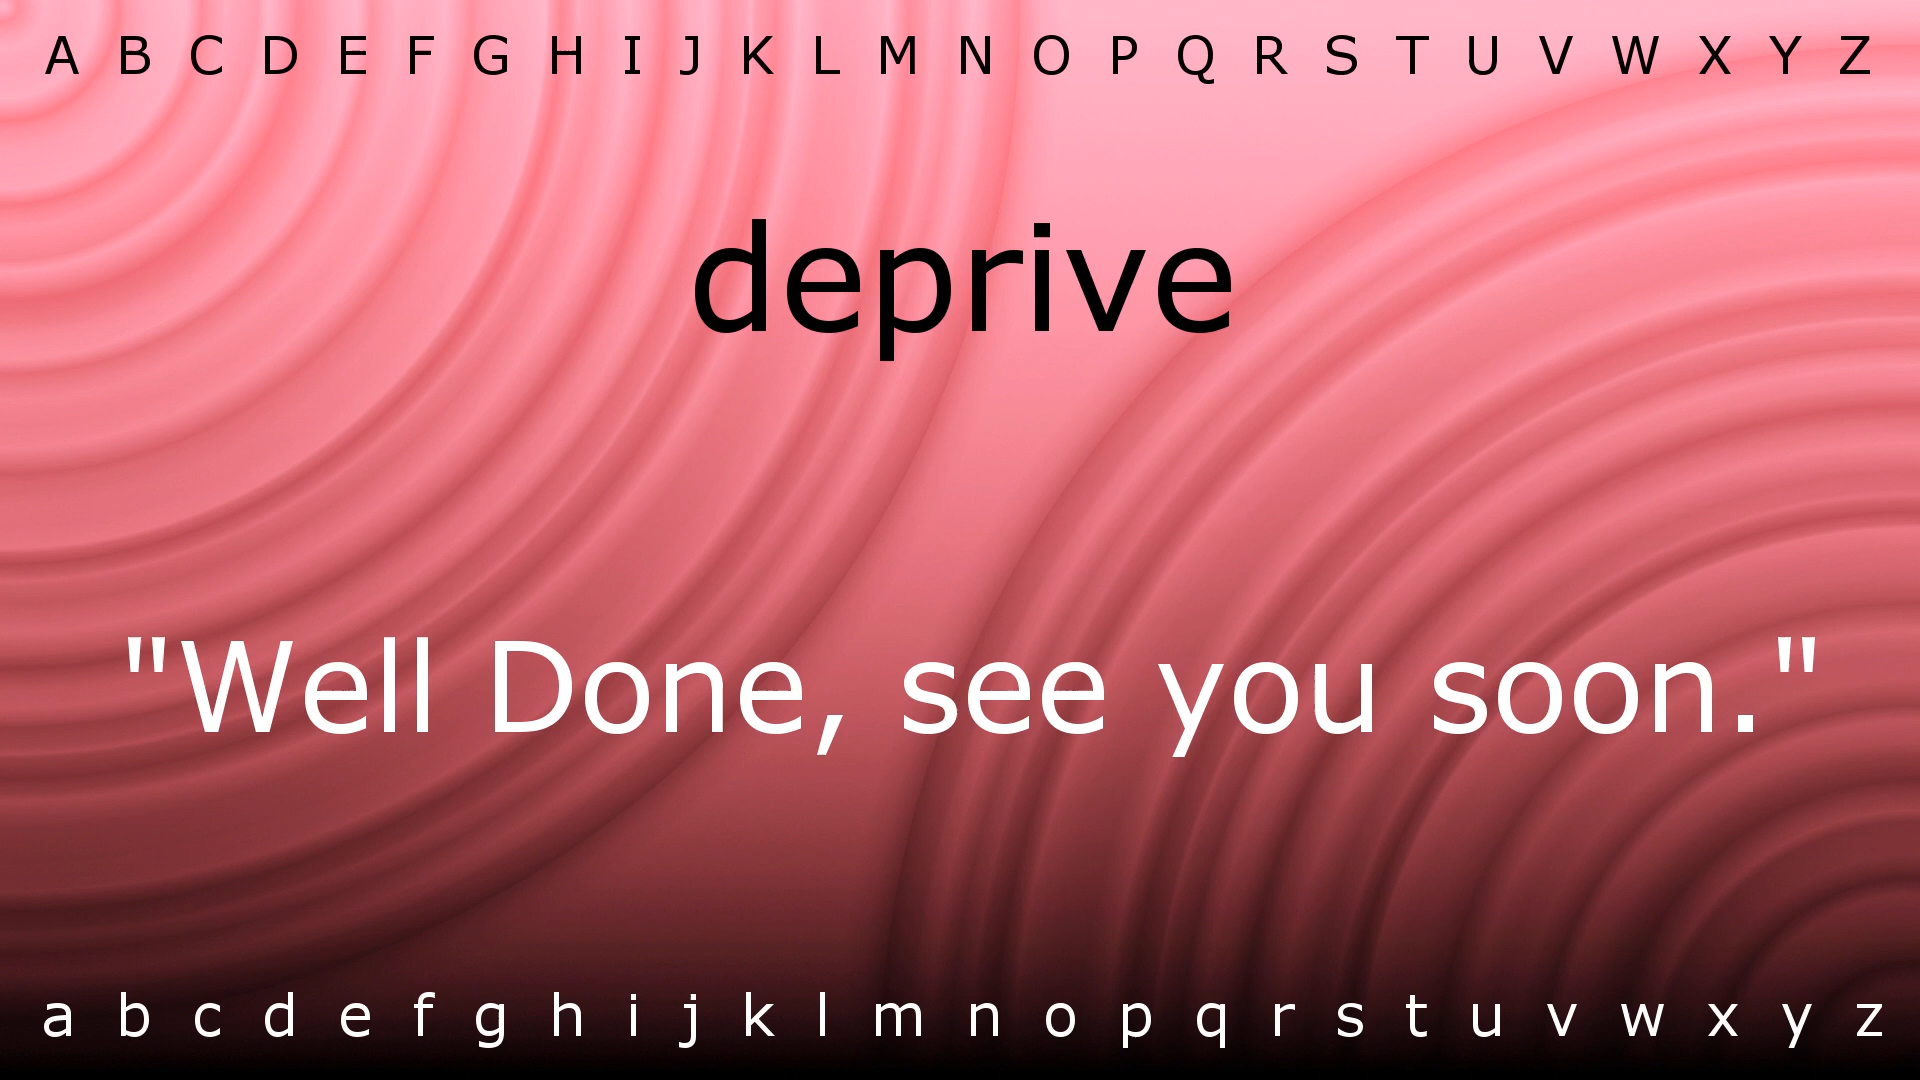 A B C D E F G H I J K L M N O P Q R S T U V W X Y Z
deprive
"Well Done, see you soon."
a b c d e f g h i j k l m n o p q r s t u v w x y z